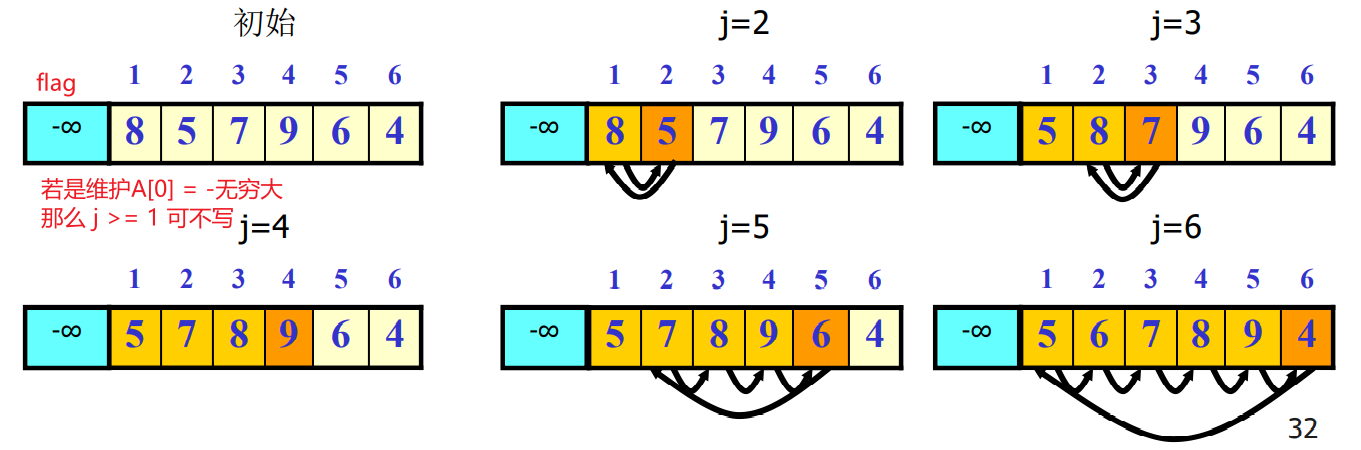 初始
flag
1 2 3 4 5 6
-∞ 8 5 7 9 6 4
若是维护A[0] = -无穷大
那么 j >= 1 可不写
j=2
1 2 3 4 5 6
-∞ 8 5 7 9 6 4
j=3
1 2 3 4 5 6
-∞ 5 8 7 9 6 4
j=4
1 2 3 4 5 6
-∞ 5 7 8 9 6 4
j=5
1 2 3 4 5 6
-∞ 5 7 8 9 6 4
j=6
1 2 3 4 5 6
-∞ 5 6 7 8 9 4
32